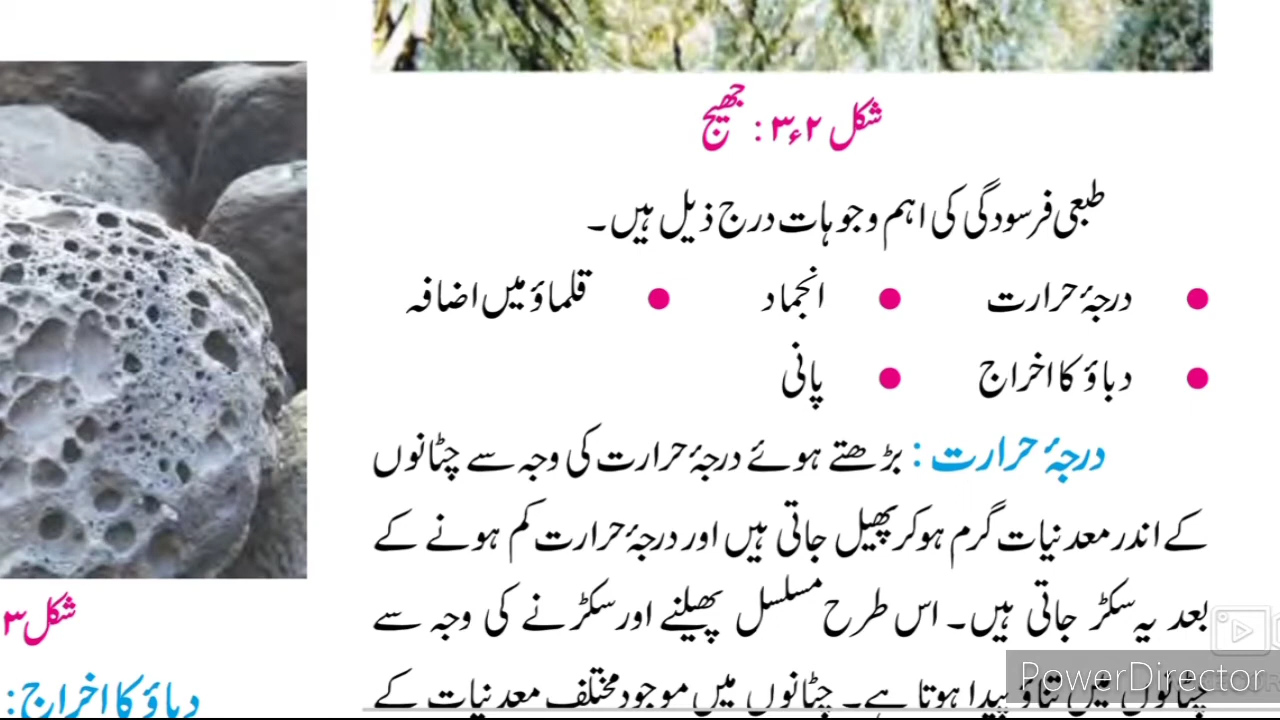 شکل ۳ء۲ : جھیج
طبعی فرسودگی کی اہم وجوہات درج ذیل ہیں۔
● درجۂ حرارت ● انجماد ● قلماؤ میں اضافہ
● دباؤ کا اخراج ● پانی
درجۂ حرارت : بڑھتے ہوئے درجۂ حرارت کی وجہ سے چٹانوں
کے اندر معدنیات گرم ہوکر پھیل جاتی ہیں اور درجۂ حرارت کم ہونے کے
بعد یہ سکڑ جاتی ہیں۔ اس طرح مسلسل پھیلنے اور سکڑنے کی وجہ سے
چٹانوں میں تناؤ پیدا ہوتا ہے۔ چٹانوں میں موجود مختلف معدنیات کے
شکل ۳
دباؤ کا اخراج :
PowerDirector